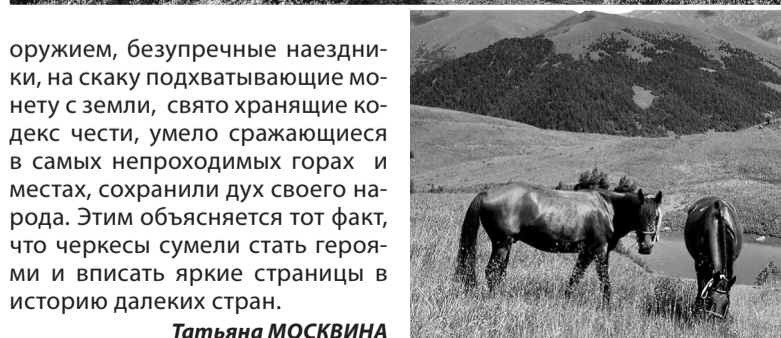 оружием, безупречные наездни-
ки, на скаку подхватывающие мо-
нету с земли, свято хранящие ко-
декс чести, умело сражающиеся
в самых непроходимых горах и
местах, сохранили дух своего на-
рода. Этим объясняется тот факт,
что черкесы сумели стать героя-
ми и вписать яркие страницы в
историю далеких стран.
Татьяна МОСКВИНА